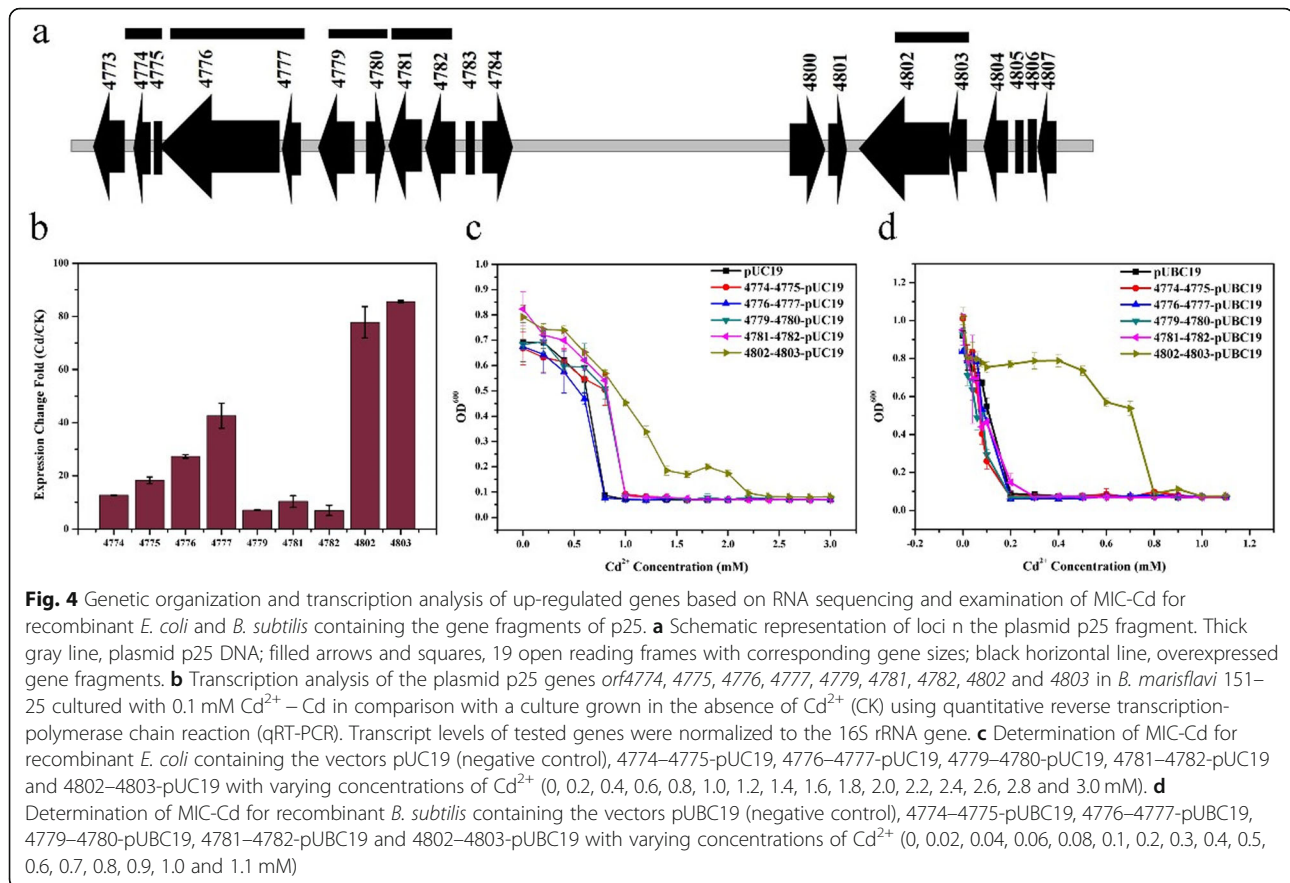 a
4773
4774
4775
4776
4777
4779
4780
4781
4782
4783
4784
4800
4801
4802
4803
4804
4805
4806
4807
b
Expression Change Fold (Cd/CK)
100
80
60
40
20
0
4774 4775 4776 4777 4779 4781 4782 4802 4803
c
OD⁶⁰⁰
1.0
0.9
0.8
0.7
0.6
0.5
0.4
0.3
0.2
0.1
0.0
pUC19
4774-4775-pUC19
4776-4777-pUC19
4779-4780-pUC19
4781-4782-pUC19
4802-4803-pUC19
0.0 0.5 1.0 1.5 2.0 2.5 3.0
Cd²⁺ Concentration (mM)
d
OD⁶⁰⁰
1.2
1.0
0.8
0.6
0.4
0.2
0.0
pUBC19
4774-4775-pUBC19
4776-4777-pUBC19
4779-4780-pUBC19
4781-4782-pUBC19
4802-4803-pUBC19
-0.2 0.0 0.2 0.4 0.6 0.8 1.0 1.2
Cd²⁺ Concentration (mM)
Fig. 4 Genetic organization and transcription analysis of up-regulated genes based on RNA sequencing and examination of MIC-Cd for
recombinant E. coli and B. subtilis containing the gene fragments of p25. a Schematic representation of loci n the plasmid p25 fragment. Thick
gray line, plasmid p25 DNA; filled arrows and squares, 19 open reading frames with corresponding gene sizes; black horizontal line, overexpressed
gene fragments. b Transcription analysis of the plasmid p25 genes orf4774, 4775, 4776, 4777, 4779, 4781, 4782, 4802 and 4803 in B. marisflavi 151–
25 cultured with 0.1 mM Cd²⁺ – Cd in comparison with a culture grown in the absence of Cd²⁺ (CK) using quantitative reverse transcription-
polymerase chain reaction (qRT-PCR). Transcript levels of tested genes were normalized to the 16S rRNA gene. c Determination of MIC-Cd for
recombinant E. coli containing the vectors pUC19 (negative control), 4774–4775-pUC19, 4776–4777-pUC19, 4779–4780-pUC19, 4781–4782-pUC19
and 4802–4803-pUC19 with varying concentrations of Cd²⁺ (0, 0.2, 0.4, 0.6, 0.8, 1.0, 1.2, 1.4, 1.6, 1.8, 2.0, 2.2, 2.4, 2.6, 2.8 and 3.0 mM). d
Determination of MIC-Cd for recombinant B. subtilis containing the vectors pUBC19 (negative control), 4774–4775-pUBC19, 4776–4777-pUBC19,
4779–4780-pUBC19, 4781–4782-pUBC19 and 4802–4803-pUBC19 with varying concentrations of Cd²⁺ (0, 0.02, 0.04, 0.06, 0.08, 0.1, 0.2, 0.3, 0.4, 0.5,
0.6, 0.7, 0.8, 0.9, 1.0 and 1.1 mM)